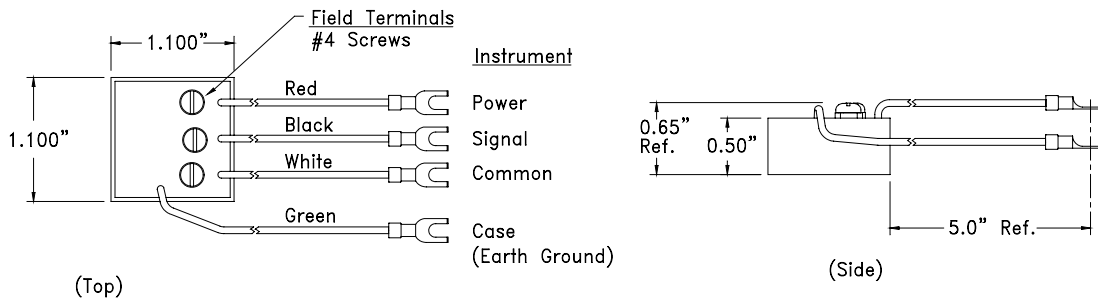 Field Terminals
#4 Screws
1.100”
Instrument
Red
Power
Black
Signal
1.100”
White
Common
Green
Case
(Earth Ground)
(Top)
0.65”
Ref.
0.50”
5.0” Ref.
(Side)